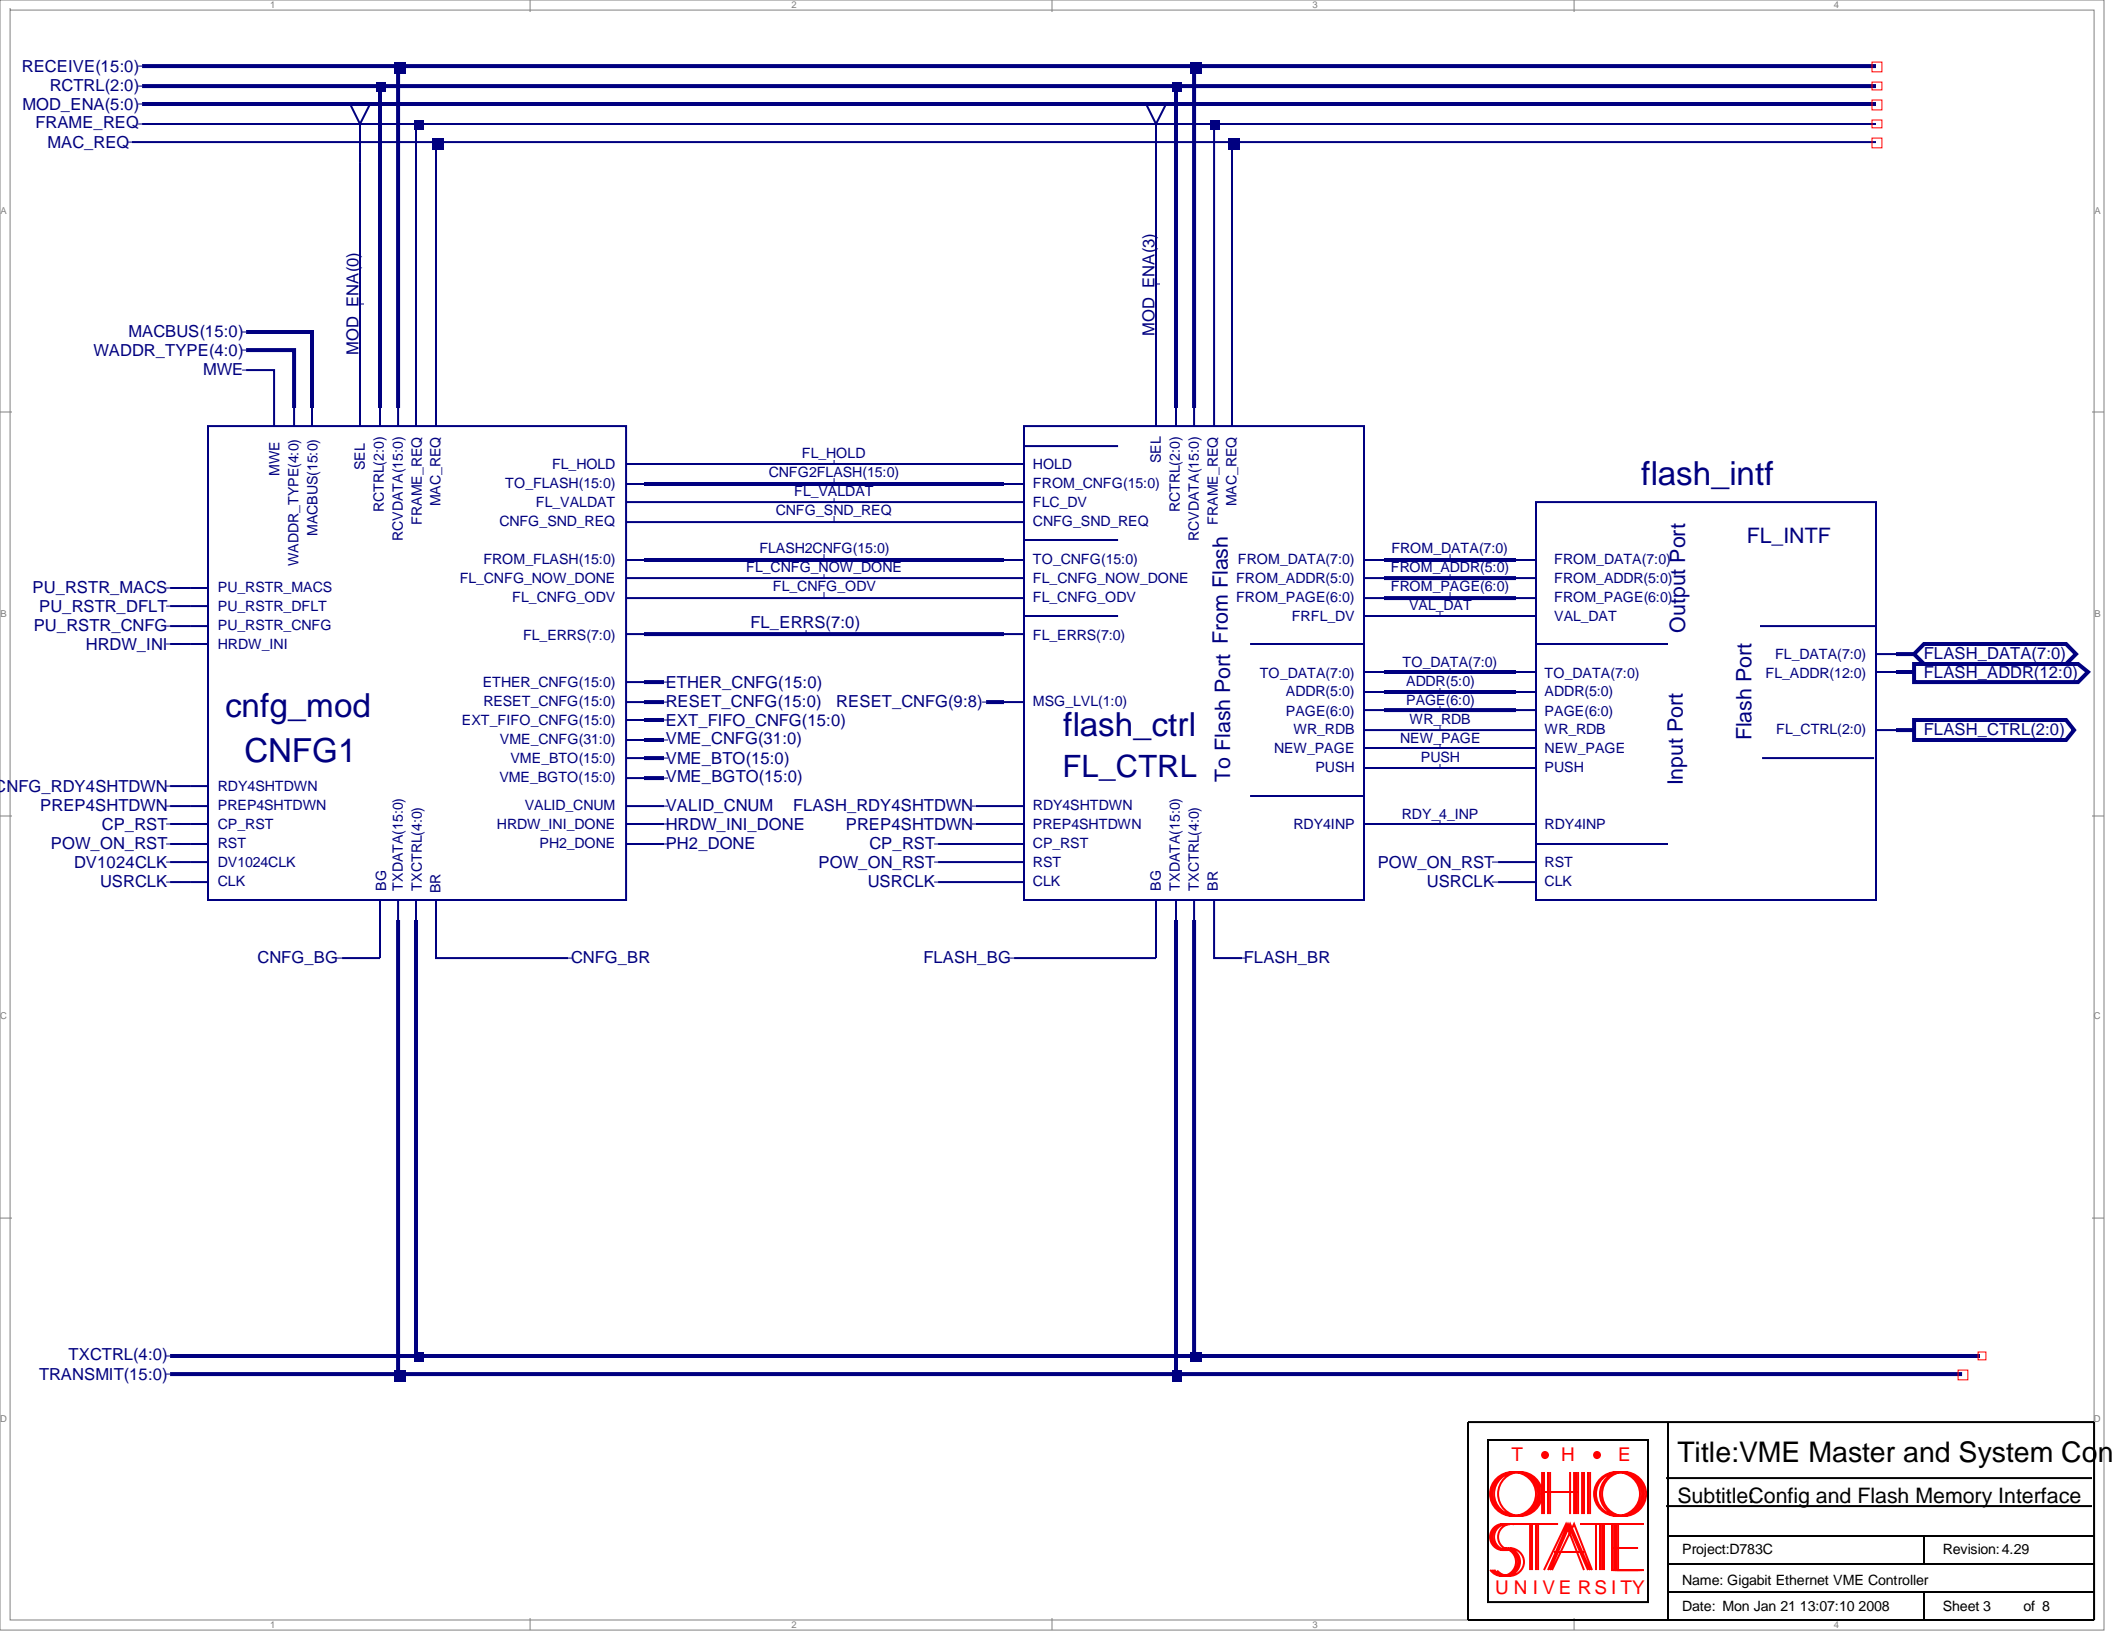 1 2 3 4
RECEIVE(15:0)
RCTRL(2:0)
MOD_ENA(5:0)
FRAME_REQ
MAC_REQ
A A
MOD_ENA(0)
MOD_ENA(3)
MACBUS(15:0)
WADDR_TYPE(4:0)
MWE
MWE
WADDR_TYPE(4:0)
MACBUS(15:0)
SEL
RCTRL(2:0)
RCVDATA(15:0)
FRAME_REQ
MAC_REQ
FL_HOLD
TO_FLASH(15:0)
FL_VALDAT
CNFG_SND_REQ
FROM_FLASH(15:0)
FL_CNFG_NOW_DONE
FL_CNFG_ODV
FL_ERRS(7:0)
ETHER_CNFG(15:0)
RESET_CNFG(15:0)
EXT_FIFO_CNFG(15:0)
VME_CNFG(31:0)
VME_BTO(15:0)
VME_BGTO(15:0)
VALID_CNUM
HRDW_INI_DONE
PH2_DONE
B B
PU_RSTR_MACS
PU_RSTR_DFLT
PU_RSTR_CNFG
HRDW_INI
PU_RSTR_MACS
PU_RSTR_DFLT
PU_RSTR_CNFG
HRDW_INI
cnfg_mod
CNFG1
NFG_RDY4SHTDWN
PREP4SHTDWN
CP_RST
POW_ON_RST
DV1024CLK
USRCLK
RDY4SHTDWN
PREP4SHTDWN
CP_RST
RST
DV1024CLK
CLK
BG
TXDATA(15:0)
TXCTRL(4:0)
BR
CNFG_BG
CNFG_BR
FL_HOLD
CNFG2FLASH(15:0)
FL_VALDAT
CNFG_SND_REQ
FLASH2CNFG(15:0)
FL_CNFG_NOW_DONE
FL_CNFG_ODV
FL_ERRS(7:0)
ETHER_CNFG(15:0)
RESET_CNFG(15:0)
EXT_FIFO_CNFG(15:0)
VME_CNFG(31:0)
VME_BTO(15:0)
VME_BGTO(15:0)
VALID_CNUM
HRDW_INI_DONE
PH2_DONE
RESET_CNFG(9:8)
FLASH_RDY4SHTDWN
PREP4SHTDWN
CP_RST
POW_ON_RST
USRCLK
HOLD
FROM_CNFG(15:0)
FLC_DV
CNFG_SND_REQ
TO_CNFG(15:0)
FL_CNFG_NOW_DONE
FL_CNFG_ODV
FL_ERRS(7:0)
MSG_LVL(1:0)
flash_ctrl
FL_CTRL
RDY4SHTDWN
PREP4SHTDWN
CP_RST
RST
CLK
SEL
RCTRL(2:0)
RCVDATA(15:0)
FRAME_REQ
MAC_REQ
From Flash
To Flash Port
FROM_DATA(7:0)
FROM_ADDR(5:0)
FROM_PAGE(6:0)
FRFL_DV
TO_DATA(7:0)
ADDR(5:0)
PAGE(6:0)
WR_RDB
NEW_PAGE
PUSH
RDY4INP
BG
TXDATA(15:0)
TXCTRL(4:0)
BR
FLASH_BG
FLASH_BR
FROM_DATA(7:0)
FROM_ADDR(5:0)
FROM_PAGE(6:0)
VAL_DAT
TO_DATA(7:0)
ADDR(5:0)
PAGE(6:0)
WR_RDB
NEW_PAGE
PUSH
RDY_4_INP
POW_ON_RST
USRCLK
flash_intf
FL_INTF
FROM_DATA(7:0)
FROM_ADDR(5:0)
FROM_PAGE(6:0)
VAL_DAT
Output Port
TO_DATA(7:0)
ADDR(5:0)
PAGE(6:0)
WR_RDB
NEW_PAGE
PUSH
Input Port
RDY4INP
RST
CLK
Flash Port
FL_DATA(7:0)
FL_ADDR(12:0)
FL_CTRL(2:0)
FLASH_DATA(7:0)
FLASH_ADDR(12:0)
FLASH_CTRL(2:0)
C C
TXCTRL(4:0)
TRANSMIT(15:0)
D D
T • H • E
OHIO
STATE
UNIVERSITY
Title:VME Master and System Con
Subtitle:Config and Flash Memory Interface
Project:D783C
Revision: 4.29
Name: Gigabit Ethernet VME Controller
Date: Mon Jan 21 13:07:10 2008
Sheet 3 of 8
1 2 3 4